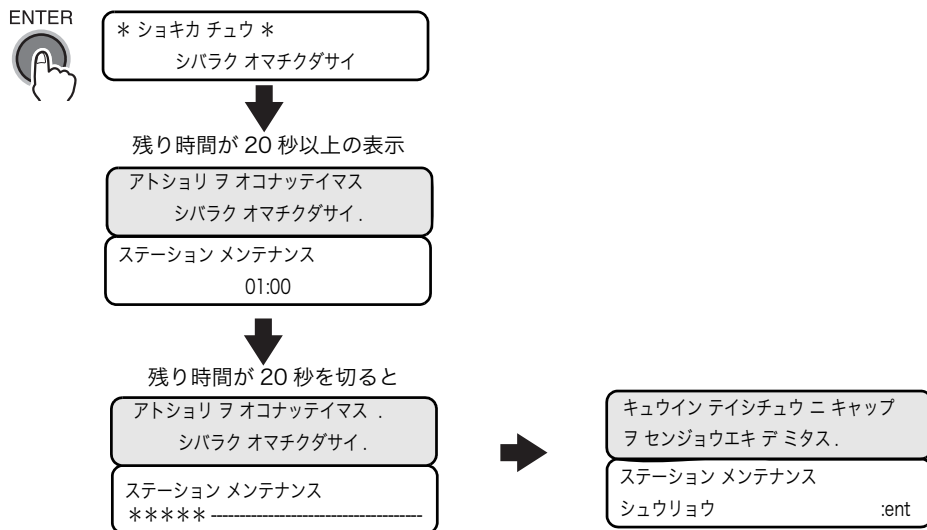 ENTER
＊ ショキカ チュウ ＊
シバラク オマチクダサイ
残り時間が 20 秒以上の表示
アトショリ ヲ オコナッテイマス
シバラク オマチクダサイ .
ステーション メンテナンス
01:00
残り時間が 20 秒を切ると
アトショリ ヲ オコナッテイマス .
シバラク オマチクダサイ .
ステーション メンテナンス
＊＊＊＊＊ ------------------------------------
キュウイン テイシチュウ ニ キャップ
ヲ センジョウエキ デ ミタス .
ステーション メンテナンス
シュウリョウ :ent